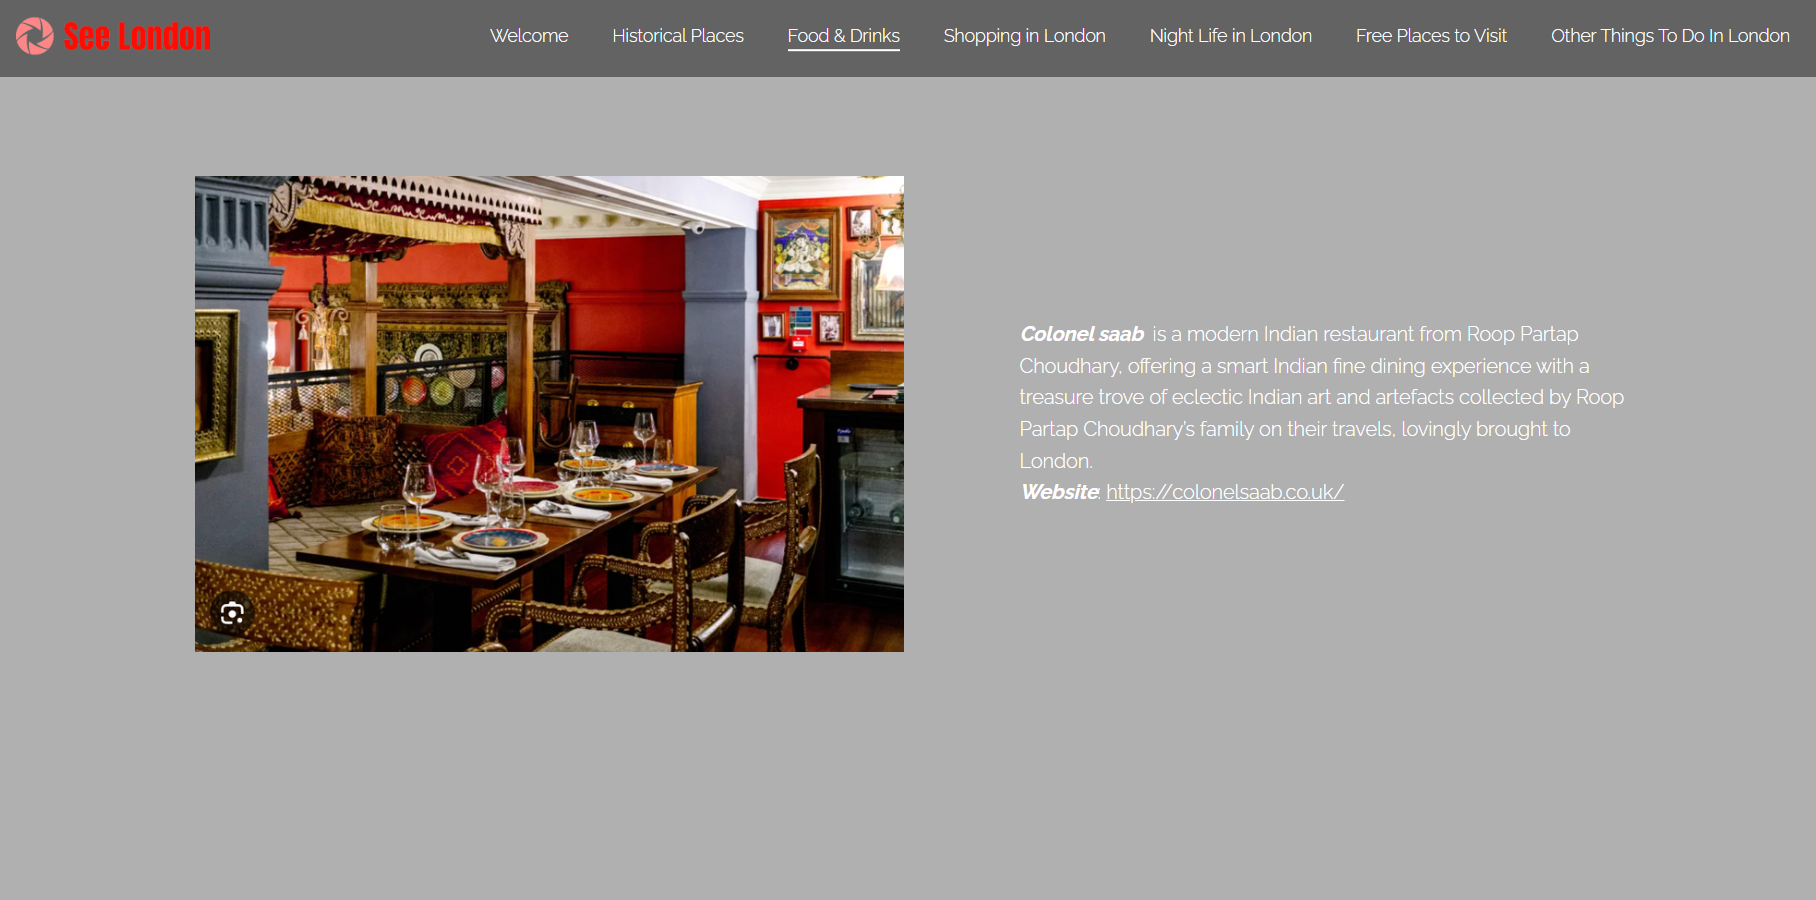 See London
Welcome
Historical Places
Food & Drinks
Shopping in London
Night Life in London
Free Places to Visit
Other Things To Do In London
Colonel saab is a modern Indian restaurant from Roop Partap
Choudhary, offering a smart Indian fine dining experience with a
treasure trove of eclectic Indian art and artefacts collected by Roop
Partap Choudhary's family on their travels, lovingly brought to
London.
Website: https://colonelsaab.co.uk/